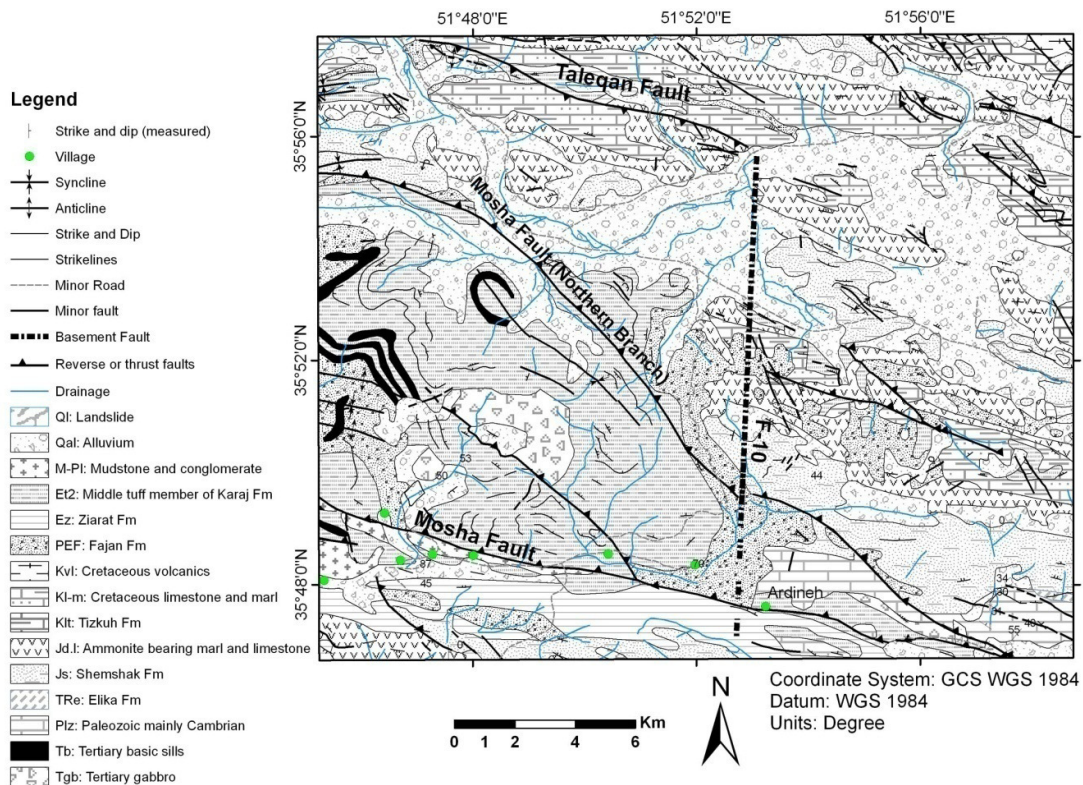 51°48'0"E
51°52'0"E
51°56'0"E
Legend
Strike and dip (measured)
Village
Syncline
Anticline
Strike and Dip
Strikelines
Minor Road
Minor fault
Basement Fault
Reverse or thrust faults
Drainage
Ql: Landslide
Qal: Alluvium
M-Pl: Mudstone and conglomerate
Et2: Middle tuff member of Karaj Fm
Ez: Ziarat Fm
PEF: Fajan Fm
Kvl: Cretaceous volcanics
Kl-m: Cretaceous limestone and marl
Klt: Tizkuh Fm
Jd.l: Ammonite bearing marl and limestone
Js: Shemshak Fm
TRe: Elika Fm
Plz: Paleozoic mainly Cambrian
Tb: Tertiary basic sills
Tgb: Tertiary gabbro
35°56'0"N
35°52'0"N
35°48'0"N
Taleqan Fault
Mosha Fault (Northern Branch)
F-10
53
50
44
Mosha Fault
87
45
70
Ardineh
34
30
48
55
0 1 2 4 6 Km
N
Coordinate System: GCS WGS 1984
Datum: WGS 1984
Units: Degree